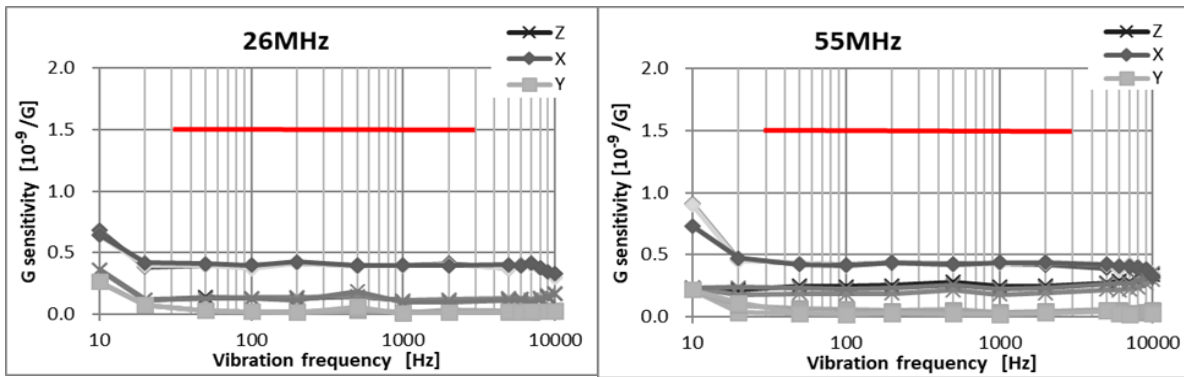 26MHz
Z
X
Y
G sensitivity [10⁻⁹ /G]
2.0
1.5
1.0
0.5
0.0
10
100
1000
10000
Vibration frequency [Hz]
55MHz
Z
X
Y
G sensitivity [10⁻⁹ /G]
2.0
1.5
1.0
0.5
0.0
10
100
1000
10000
Vibration frequency [Hz]